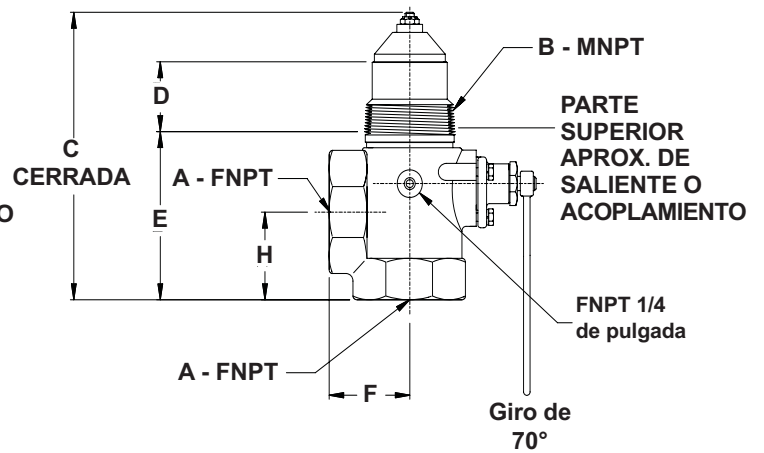 B - MNPT
D
PARTE
SUPERIOR
APROX. DE
SALIENTE O
ACOPLAMIENTO
C
CERRADA
A - FNPT
O
E
H
FNPT 1/4
de pulgada
A - FNPT
F
Giro de
70°